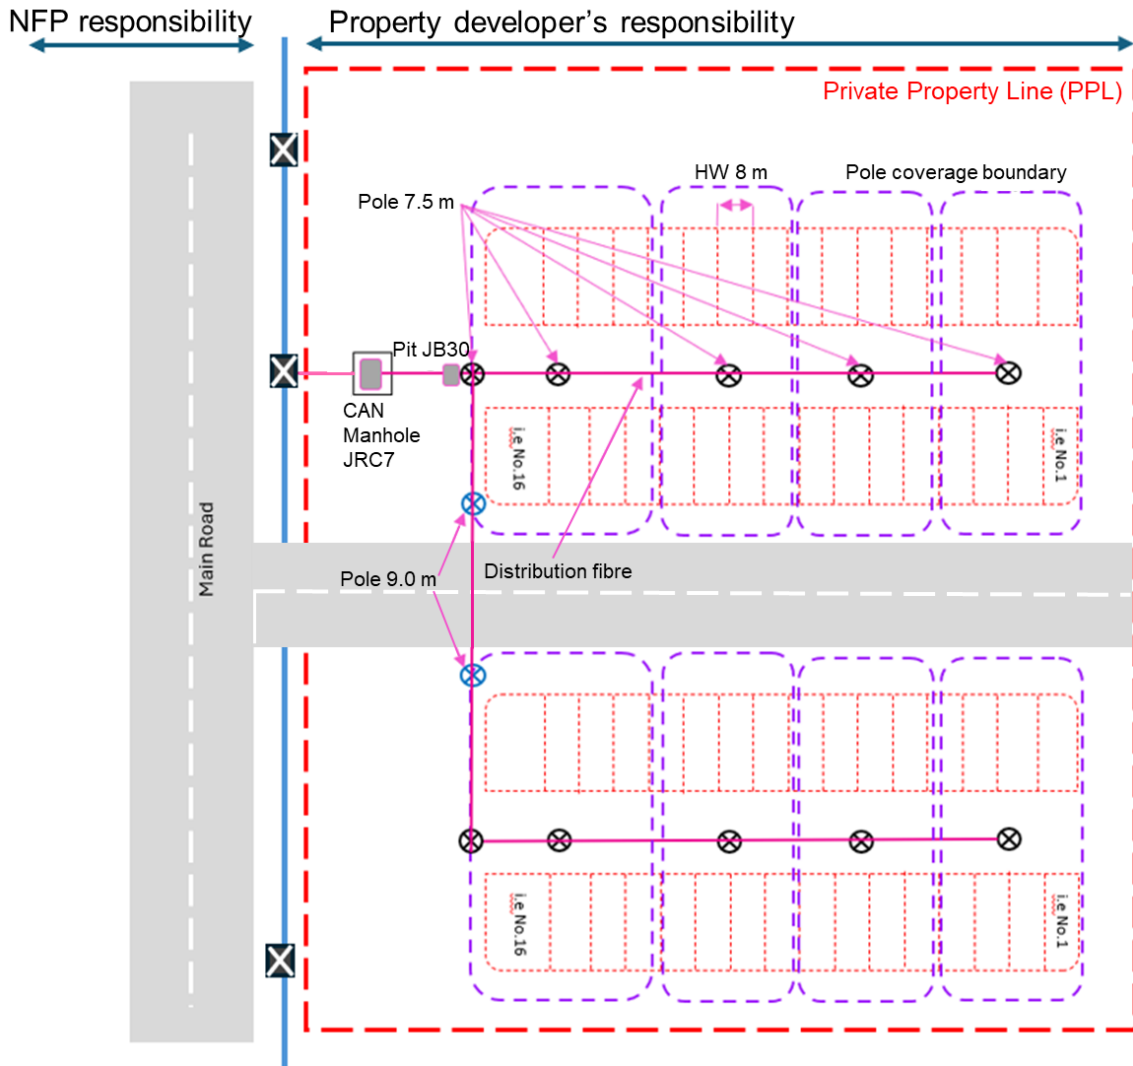 NFP responsibility
Property developer's responsibility
Private Property Line (PPL)
HW 8 m
Pole coverage boundary
Pole 7.5 m
Pit JB30
CAN
Manhole
JRC7
i.e No.16
i.e No.1
Main Road
Pole 9.0 m
Distribution fibre
i.e No.16
i.e No.1